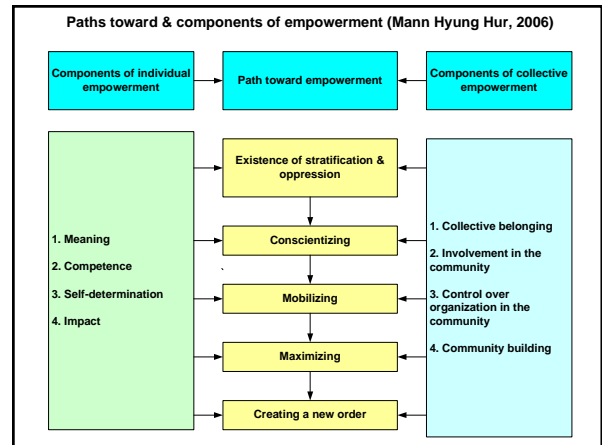 Paths toward & components of empowerment (Mann Hyung Hur, 2006)
Components of individual
empowerment
Path toward empowerment
Components of collective
empowerment
Existence of stratification &
oppression
Conscientizing
Mobilizing
Maximizing
Creating a new order
1. Meaning
2. Competence
3. Self-determination
4. Impact
1. Collective belonging
2. Involvement in the
community
3. Control over
organization in the
community
4. Community building